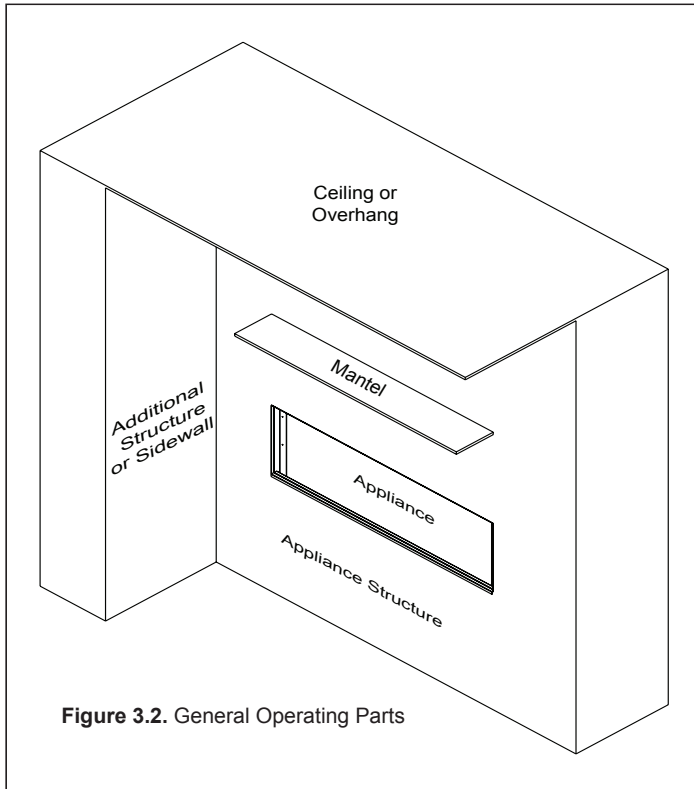 Ceiling or
Overhang
Mantel
Additional
Structure
or Sidewall
Appliance
Appliance Structure
Figure 3.2. General Operating Parts